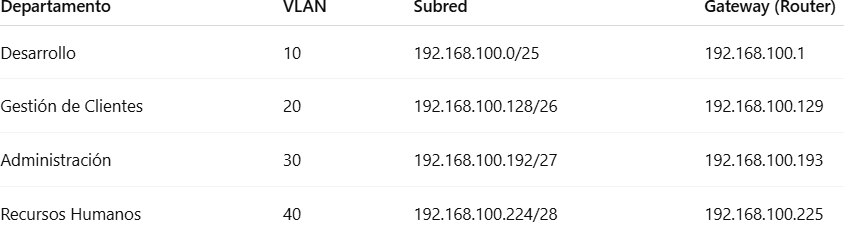 Departamento VLAN Subred Gateway (Router)
Desarrollo 10 192.168.100.0/25 192.168.100.1
Gestión de Clientes 20 192.168.100.128/26 192.168.100.129
Administración 30 192.168.100.192/27 192.168.100.193
Recursos Humanos 40 192.168.100.224/28 192.168.100.225